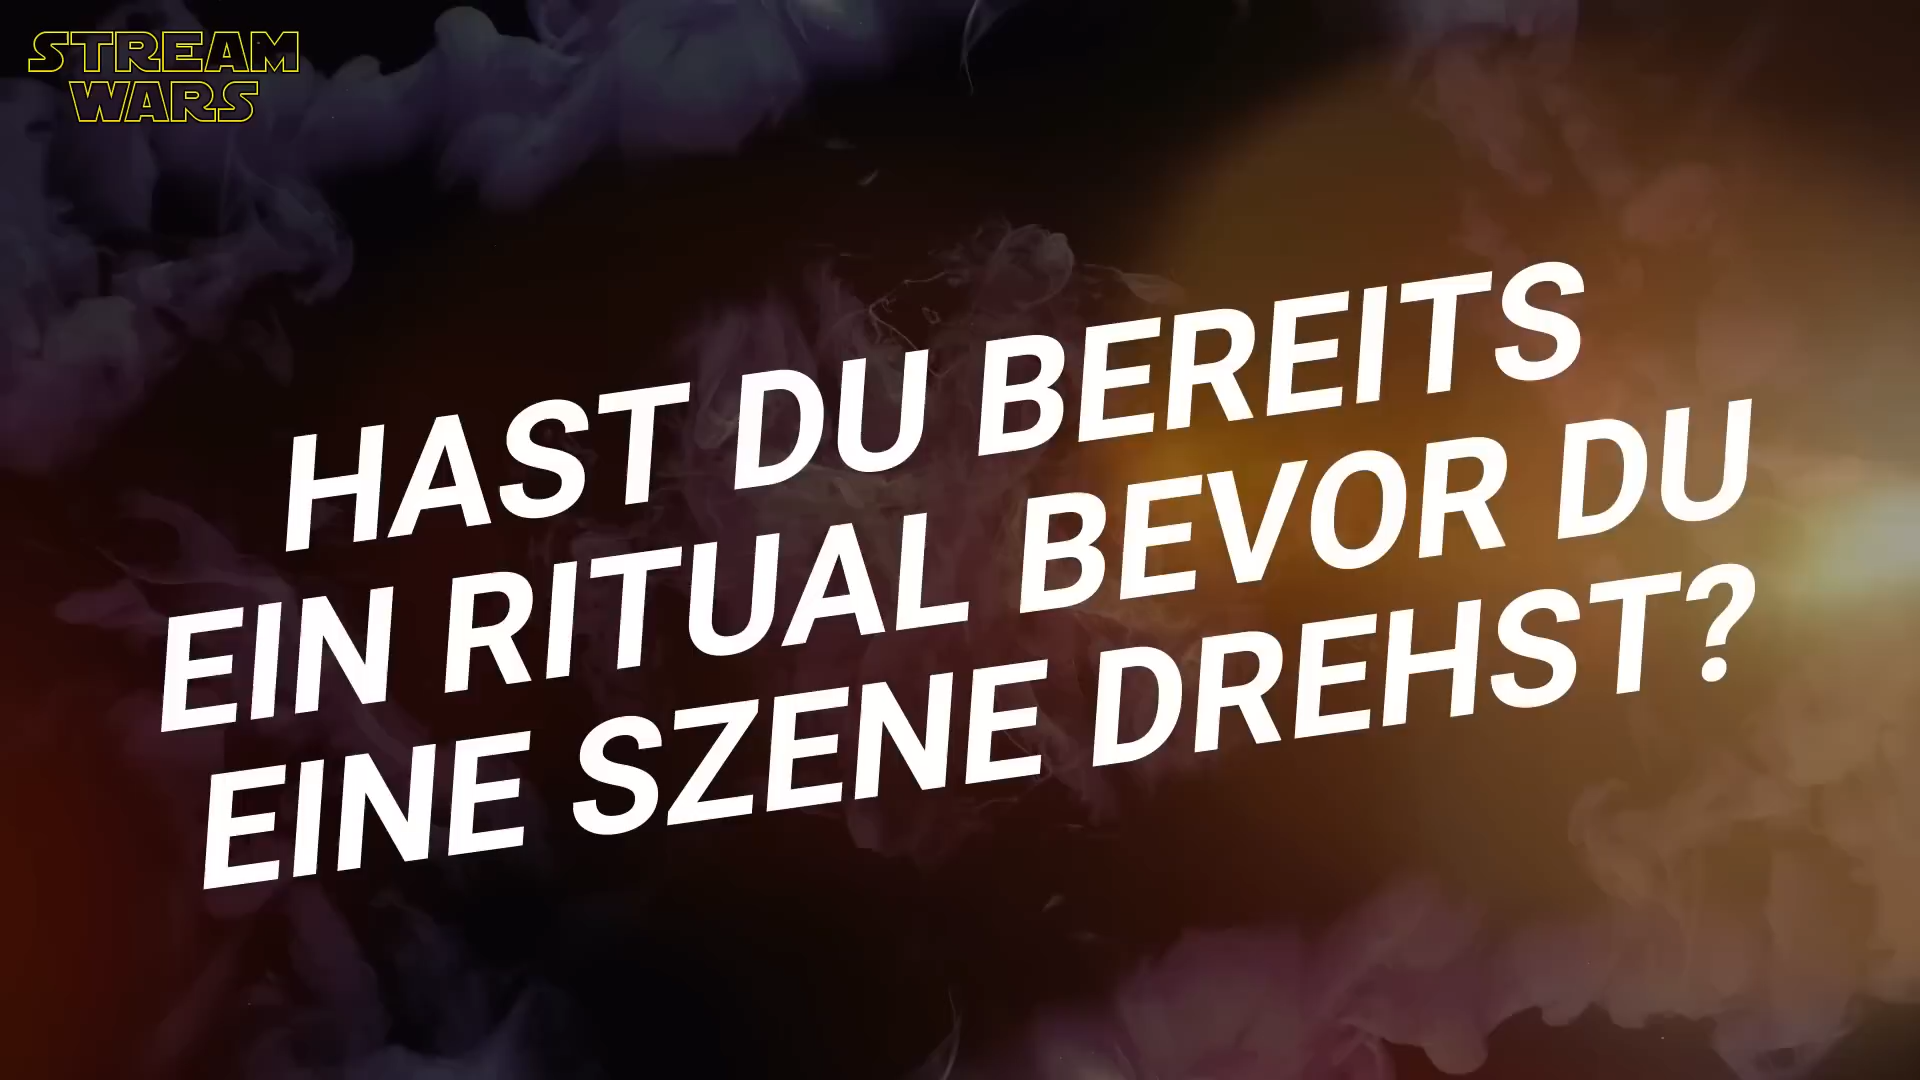 STREAM
WARS
HAST DU BEREITS
EIN RITUAL BEVOR DU
EINE SZENE DREHST?